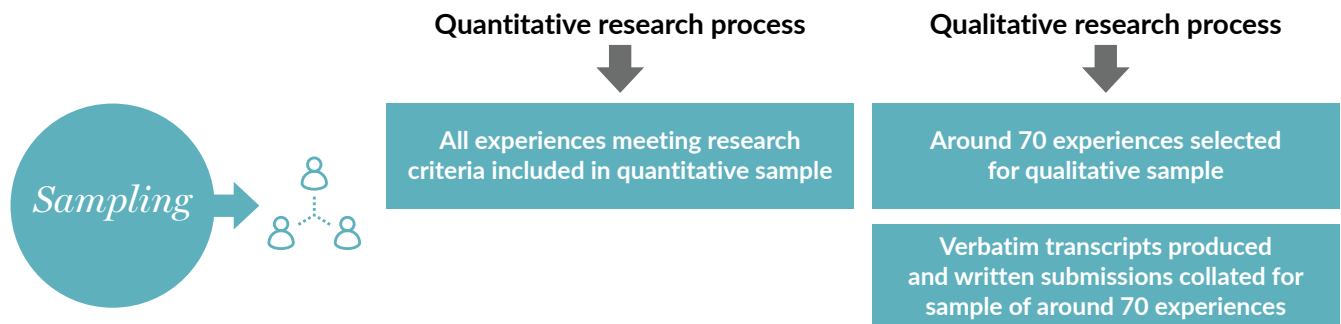 Quantitative research process
Qualitative research process
Sampling
All experiences meeting research
criteria included in quantitative sample
Around 70 experiences selected
for qualitative sample
Verbatim transcripts produced
and written submissions collated for
sample of around 70 experiences